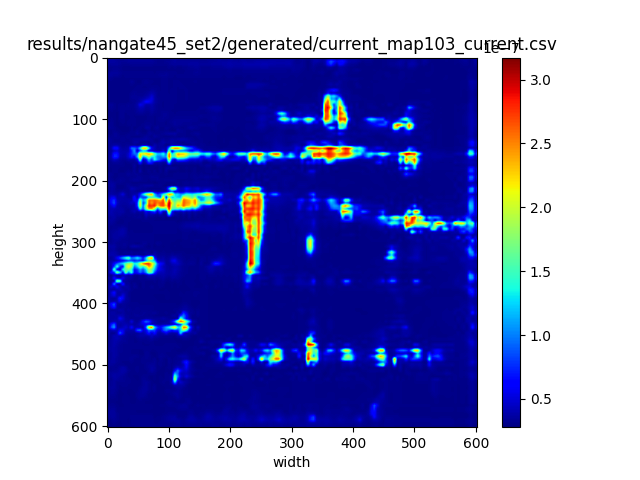 results/nangate45_set2/generated/current_map103_current.csv
1e−7
0
100
200
300
400
500
600
height
0 100 200 300 400 500 600
width
3.0
2.5
2.0
1.5
1.0
0.5